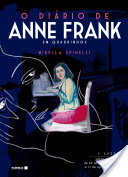 O DIÁRIO DE
ANNE FRANK
EM QUADRINHOS
MIRELLA SPINELLI